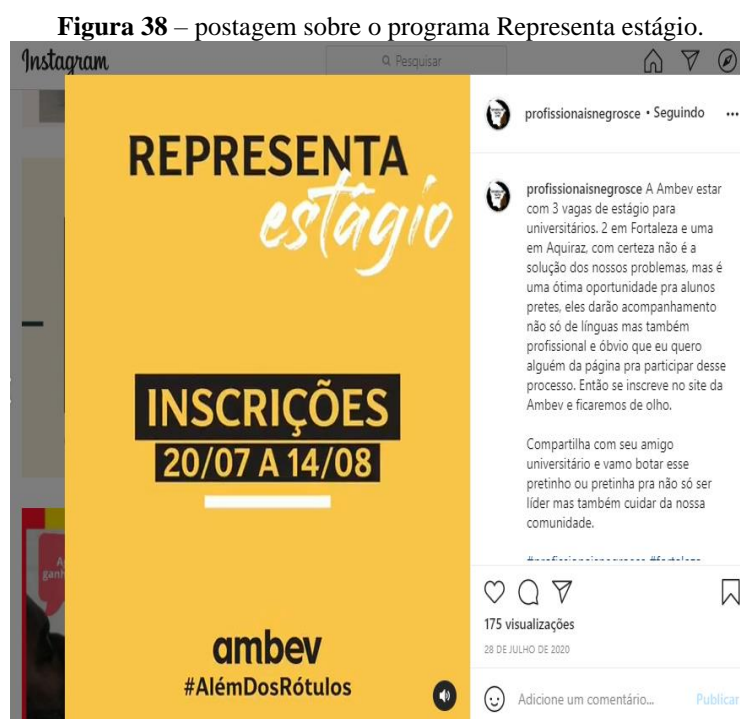 Figura 38 – postagem sobre o programa Representa estágio.
Instagram
Pesquisar
REPRESENTA
estágio
INSCRIÇÕES
20/07 A 14/08
ambev
#AlémDosRótulos
profissionaisnegrosce • Seguindo
profissionaisnegrosce A Ambev estar
com 3 vagas de estágio para
universitários. 2 em Fortaleza e uma
em Aquiraz, com certeza não é a
solução dos nossos problemas, mas é
uma ótima oportunidade pra alunos
pretes, eles darão acompanhamento
não só de línguas mas também
profissional e óbvio que eu quero
alguém da página pra participar desse
processo. Então se inscreve no site da
Ambev e ficaremos de olho.
Compartilha com seu amigo
universitário e vamo botar esse
pretinho ou pretinha pra não só ser
líder mas também cuidar da nossa
comunidade.
175 visualizações
28 DE JULHO DE 2020
Adicione um comentário...
Publicar